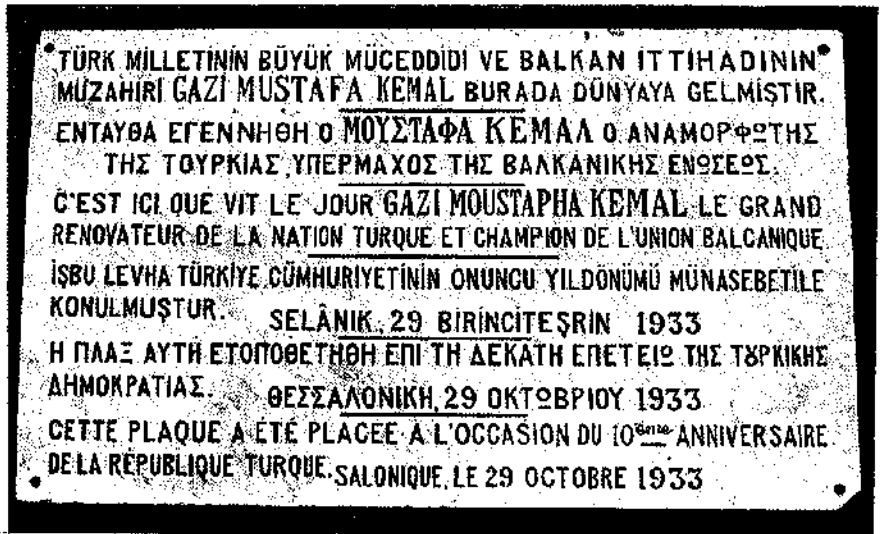 TÜRK MİLLETİNİN BÜYÜK MÜCEDDİDİ VE BALKAN İTTİHADININ
MÜZAHİRİ GAZİ MUSTAFA KEMAL BURADA DÜNYAYA GELMİŞTİR.
ΕΝΤΑΥΘΑ ΕΓΕΝΝΗΘΗ Ο ΜΟΥΣΤΑΦΑ ΚΕΜΑΛ Ο ΑΝΑΜΟΡΦΩΤΗΣ
ΤΗΣ ΤΟΥΡΚΙΑΣ, ΥΠΕΡΜΑΧΟΣ ΤΗΣ ΒΑΛΚΑΝΙΚΗΣ ΕΝΩΣΕΩΣ.
C'EST ICI QUE VIT LE JOUR GAZI MOUSTAPHA KEMAL LE GRAND
RENOVATEUR DE LA NATION TURQUE ET CHAMPION DE L'UNION BALCANIQUE
İŞBU LEVHA TÜRKİYE CÜMHURİYETİNİN ONUNCU YILDÖNÜMÜ MÜNASEBETİLE
KONULMUŞTUR. SELÂNİK, 29 BİRİNCİTEŞRİN 1933
Η ΠΛΑΞ ΑΥΤΗ ΕΤΟΠΟΘΕΤΗΘΗ ΕΠΙ ΤΗ ΔΕΚΑΤΗ ΕΠΕΤΕΙΩ ΤΗΣ ΤȢΡΚΙΚΗΣ
ΔΗΜΟΚΡΑΤΙΑΣ. ΘΕΣΣΑΛΟΝΙΚΗ, 29 ΟΚΤΩΒΡΙΟΥ 1933
CETTE PLAQUE A ÉTÉ PLACÉE A L'OCCASION DU 10ème ANNIVERSAIRE
DE LA RÉPUBLIQUE TURQUE. SALONIQUE, LE 29 OCTOBRE 1933